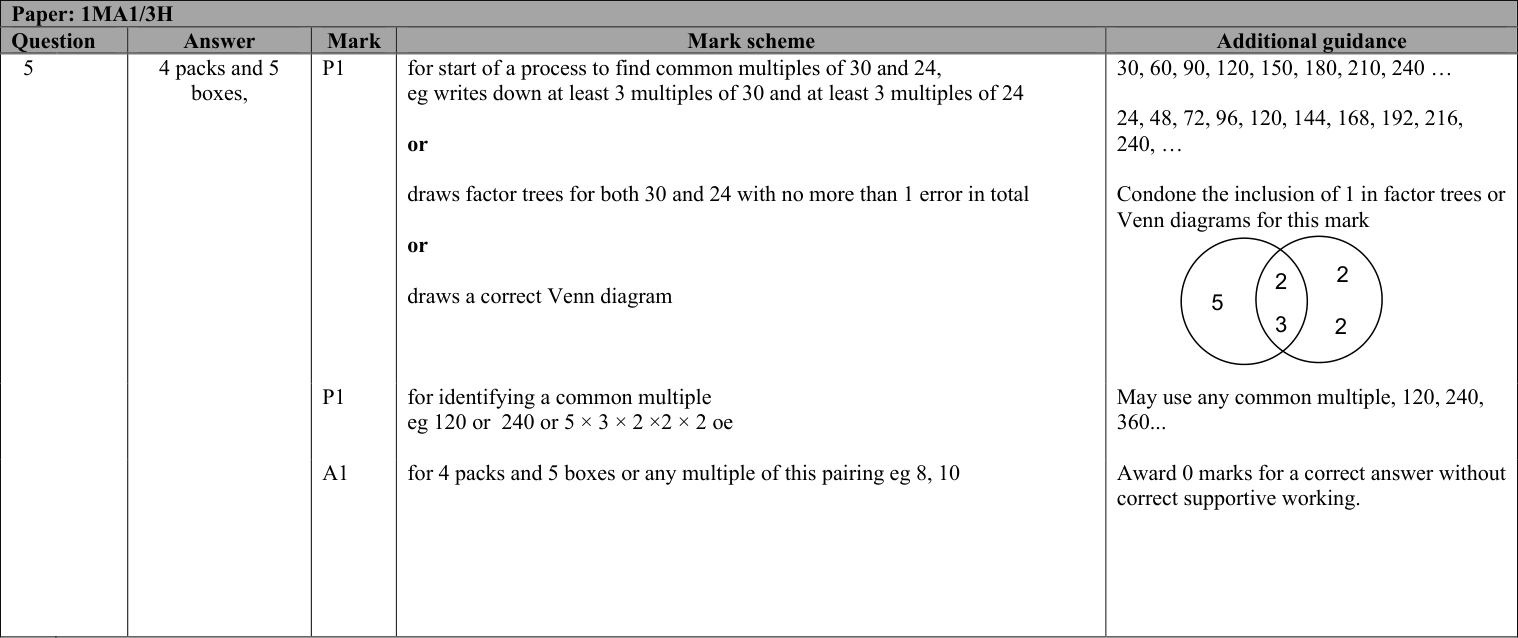 Paper: 1MA1/3H
Question Answer Mark Mark scheme Additional guidance
5
4 packs and 5
boxes,
P1
for start of a process to find common multiples of 30 and 24,
eg writes down at least 3 multiples of 30 and at least 3 multiples of 24
or
draws factor trees for both 30 and 24 with no more than 1 error in total
or
draws a correct Venn diagram
30, 60, 90, 120, 150, 180, 210, 240 …
24, 48, 72, 96, 120, 144, 168, 192, 216,
240, …
Condone the inclusion of 1 in factor trees or
Venn diagrams for this mark
5
2
3
2
2
P1
for identifying a common multiple
eg 120 or  240 or 5 × 3 × 2 ×2 × 2 oe
May use any common multiple, 120, 240,
360...
A1
for 4 packs and 5 boxes or any multiple of this pairing eg 8, 10
Award 0 marks for a correct answer without
correct supportive working.